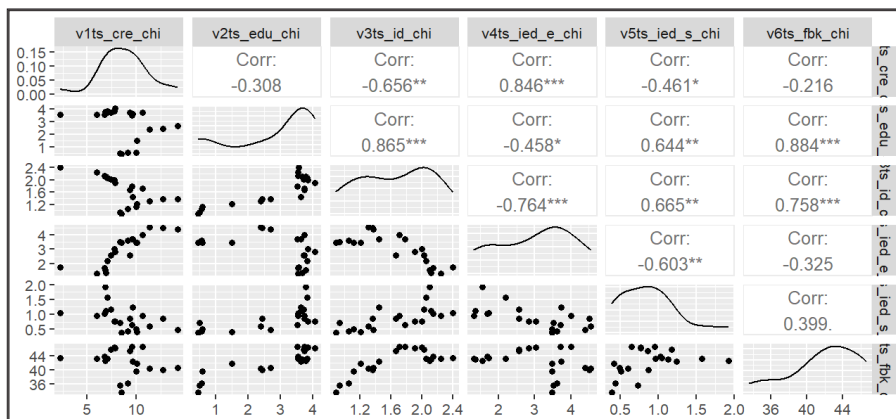 v1ts_cre_chi v2ts_edu_chi v3ts_id_chi v4ts_ied_e_chi v5ts_ied_s_chi v6ts_fbk_chi
0.15
0.10
0.05
0.00
Corr:
-0.308
Corr:
-0.656**
Corr:
0.846***
Corr:
-0.461*
Corr:
-0.216
ts_cre_c
4
3
2
1
Corr:
0.865***
Corr:
-0.458*
Corr:
0.644**
Corr:
0.884***
s_edu_
2.4
2.0
1.6
1.2
Corr:
-0.764***
Corr:
0.665**
Corr:
0.758***
ts_id_c
4
3
2
Corr:
-0.603**
Corr:
-0.325
_ied_e_
2.0
1.5
1.0
0.5
Corr:
0.399.
_ied_s_
44
40
36
ts_fbk_
5 10 1 2 3 4 1.2 1.6 2.0 2.4 2 3 4 0.5 1.0 1.5 36 40 44